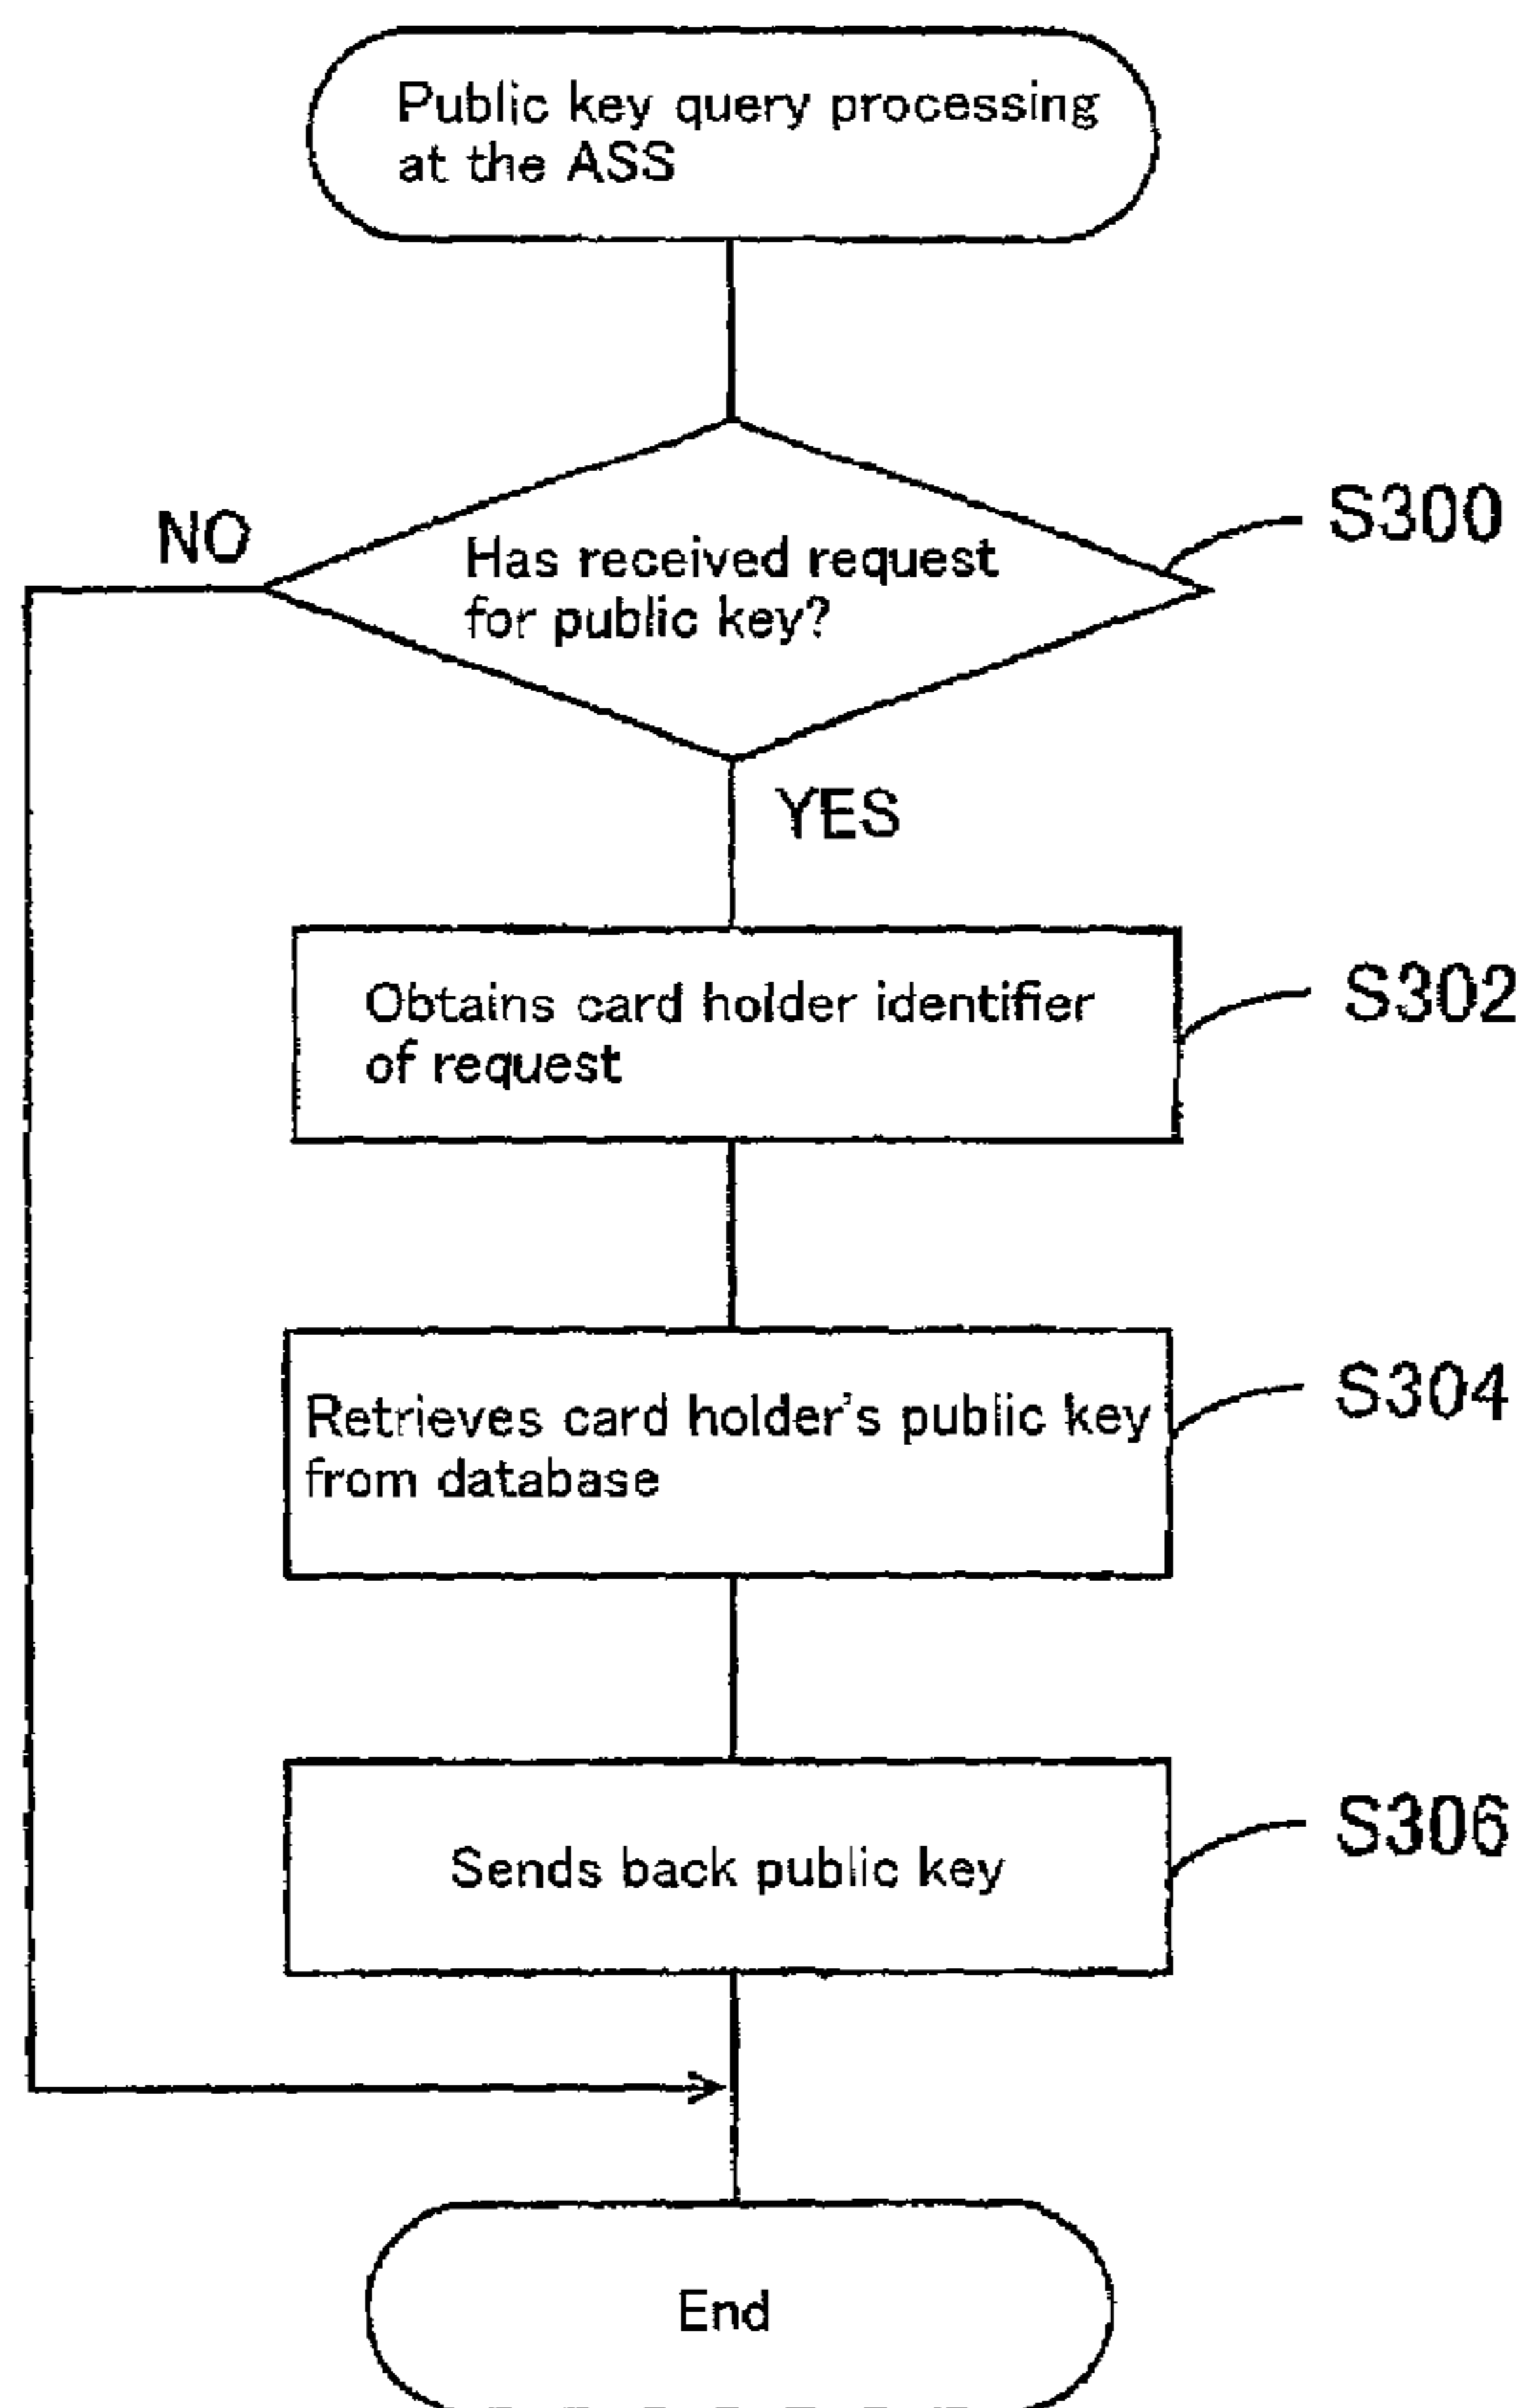 Public key query processing
at the ASS
NO
Has received request
for public key?
S300
YES
Obtains card holder identifier
of request
S302
Retrieves card holder's public key
from database
S304
Sends back public key
S306
End